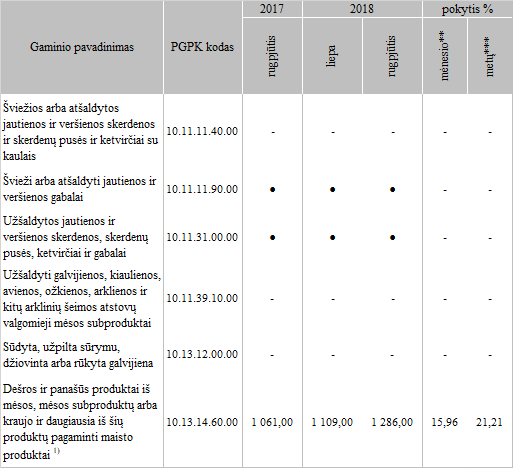 2017 2018 pokytis %
Gaminio pavadinimas PGPK kodas rugpjūtis liepa rugpjūtis mėnesio** metų***
Šviežios arba atšaldytos
jautienos ir veršienos skerdenos
ir skerdenų pusės ir ketvirčiai su
kaulais
10.11.11.40.00 - - - - -
Švieži arba atšaldyti jautienos ir
veršienos gabalai
10.11.11.90.00 ● ● ● - -
Užšaldytos jautienos ir
veršienos skerdenos, skerdenų
pusės, ketvirčiai ir gabalai
10.11.31.00.00 ● ● ● - -
Užšaldyti galvijienos, kiaulienos,
avienos, ožkienos, arklienos ir
kitų arklinių šeimos atstovų
valgomieji mėsos subproduktai
10.11.39.10.00 - - - - -
Sūdyta, užpilta sūrymu,
džiovinta arba rūkyta galvijiena
10.13.12.00.00 - - - - -
Dešros ir panašūs produktai iš
mėsos, mėsos subproduktų arba
kraujo ir daugiausia iš šių
produktų pagaminti maisto
produktai 1)
10.13.14.60.00 1 061,00 1 109,00 1 286,00 15,96 21,21